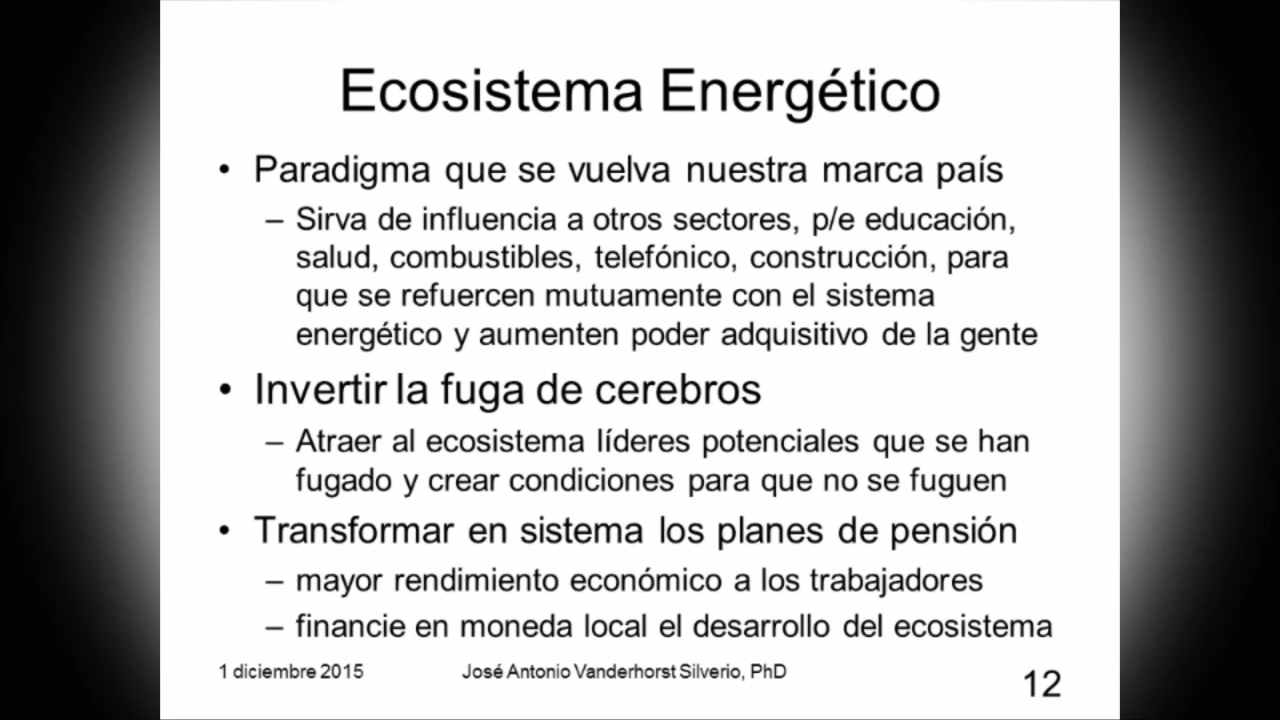 Ecosistema Energético
• Paradigma que se vuelva nuestra marca país
– Sirva de influencia a otros sectores, p/e educación,
salud, combustibles, telefónico, construcción, para
que se refuercen mutuamente con el sistema
energético y aumenten poder adquisitivo de la gente
• Invertir la fuga de cerebros
– Atraer al ecosistema líderes potenciales que se han
fugado y crear condiciones para que no se fuguen
• Transformar en sistema los planes de pensión
– mayor rendimiento económico a los trabajadores
– financie en moneda local el desarrollo del ecosistema
1 diciembre 2015 José Antonio Vanderhorst Silverio, PhD 12